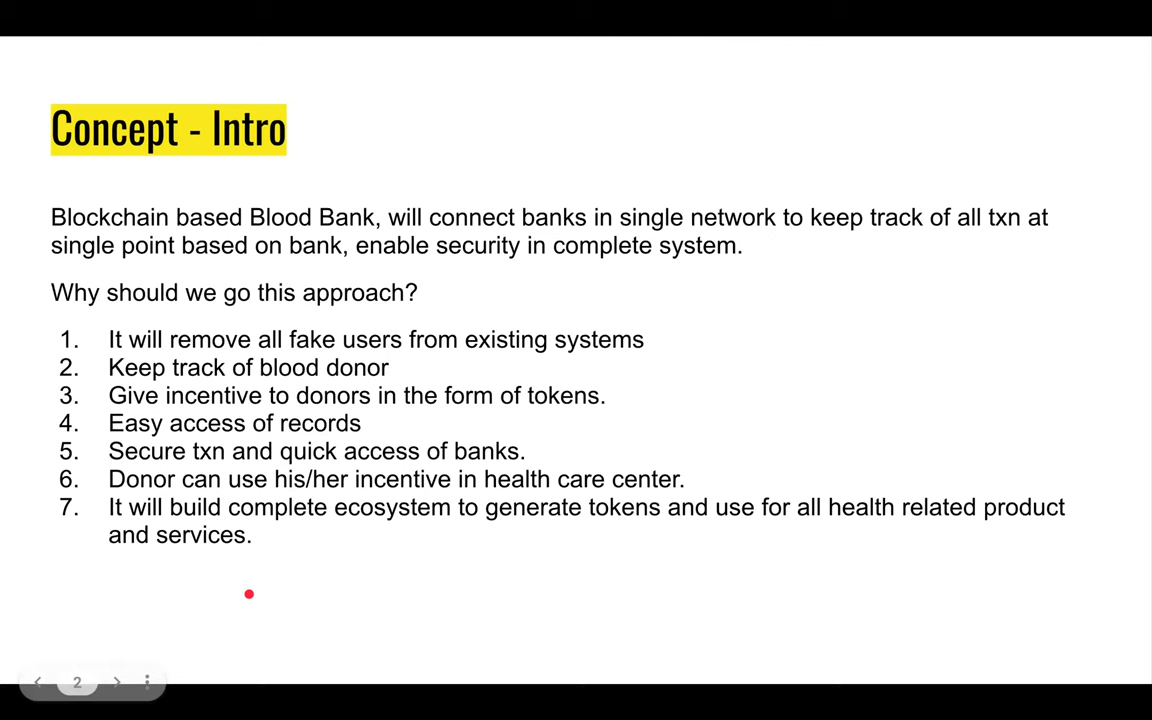 Concept - Intro
Blockchain based Blood Bank, will connect banks in single network to keep track of all txn at
single point based on bank, enable security in complete system.
Why should we go this approach?
1. It will remove all fake users from existing systems
2. Keep track of blood donor
3. Give incentive to donors in the form of tokens.
4. Easy access of records
5. Secure txn and quick access of banks.
6. Donor can use his/her incentive in health care center.
7. It will build complete ecosystem to generate tokens and use for all health related product
and services.
2